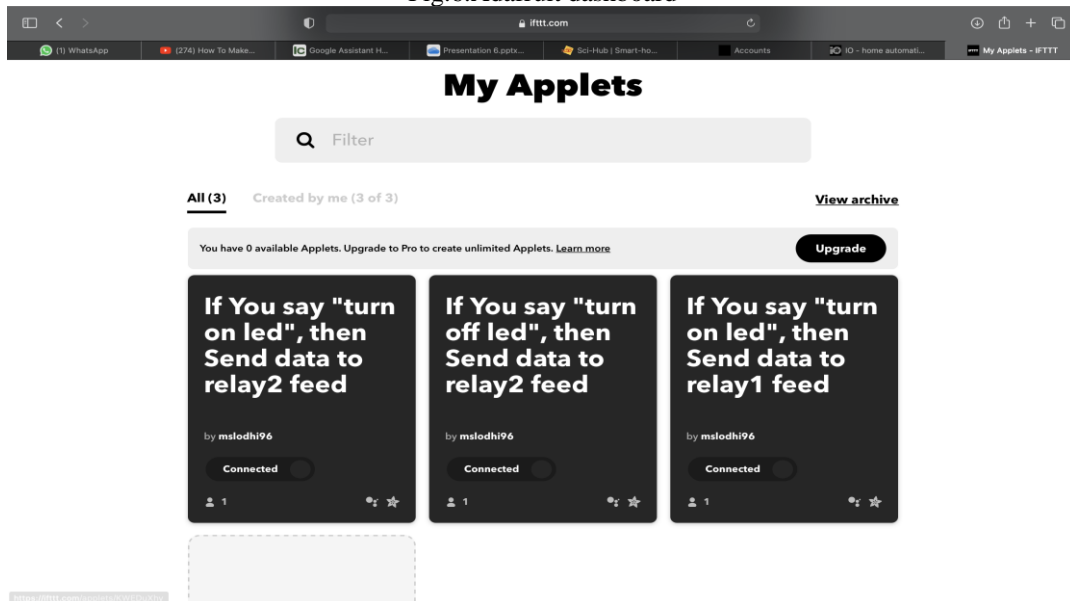 ifttt.com
(1) WhatsApp
(274) How To Make...
IC Google Assistant H...
Presentation 6.pptx...
Sci-Hub | Smart-ho...
Accounts
iO IO - home automati...
My Applets - IFTTT
My Applets
Filter
All (3) Created by me (3 of 3) View archive
You have 0 available Applets. Upgrade to Pro to create unlimited Applets. Learn more Upgrade
If You say "turn
on led", then
Send data to
relay2 feed
by mslodhi96
Connected
1
If You say "turn
off led", then
Send data to
relay2 feed
by mslodhi96
Connected
1
If You say "turn
on led", then
Send data to
relay1 feed
by mslodhi96
Connected
1